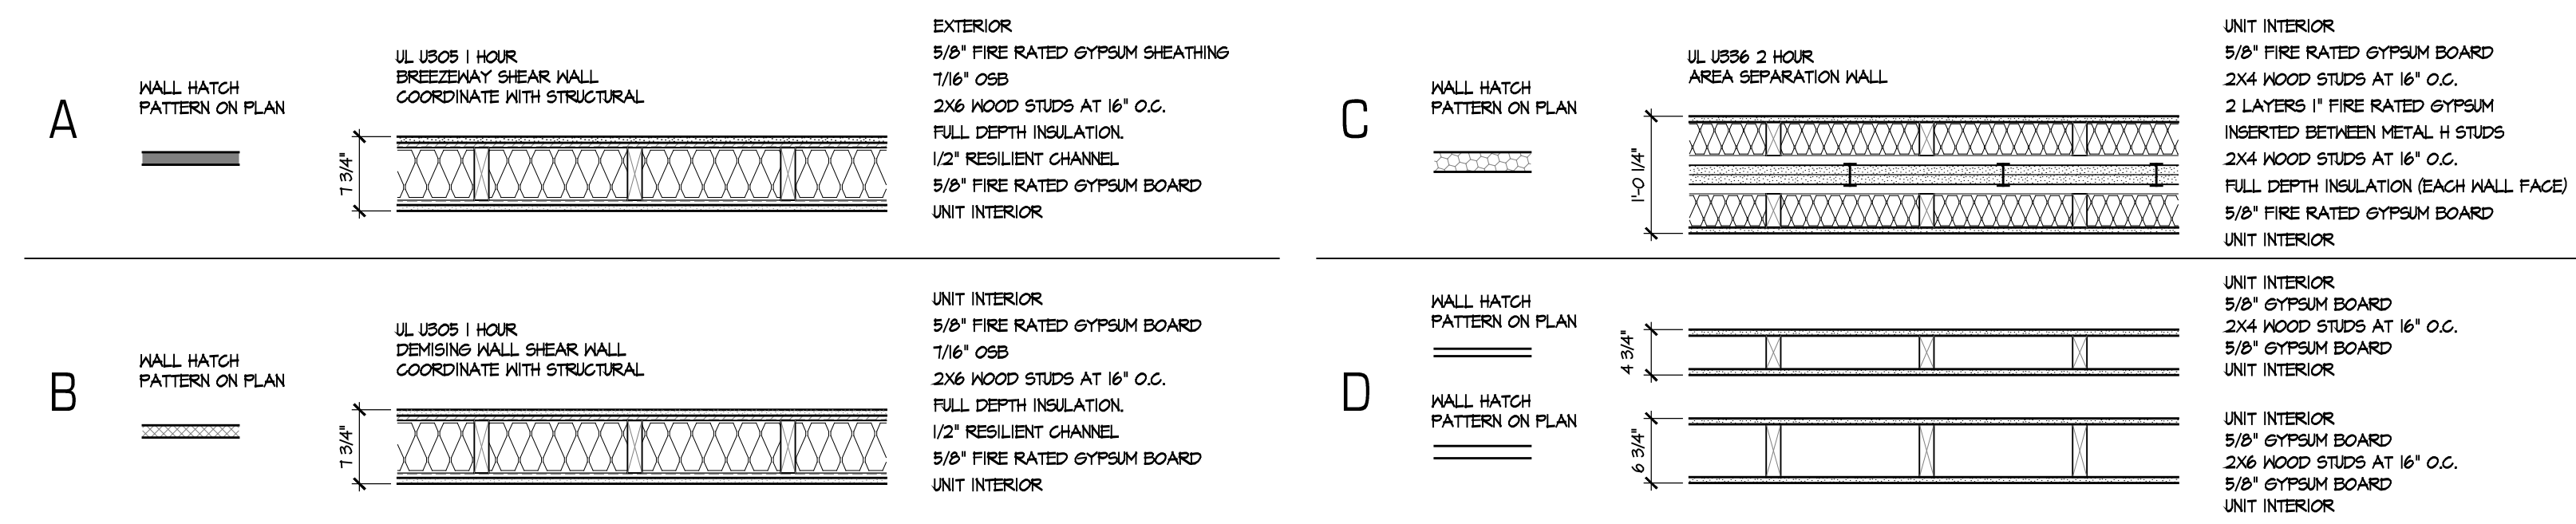 A
WALL HATCH
PATTERN ON PLAN
UL U305 1 HOUR
BREEZEWAY SHEAR WALL
COORDINATE WITH STRUCTURAL
7 3/4"
EXTERIOR
5/8" FIRE RATED GYPSUM SHEATHING
7/16" OSB
2X6 WOOD STUDS AT 16" O.C.
FULL DEPTH INSULATION.
1/2" RESILIENT CHANNEL
5/8" FIRE RATED GYPSUM BOARD
UNIT INTERIOR
B
WALL HATCH
PATTERN ON PLAN
UL U305 1 HOUR
DEMISING WALL SHEAR WALL
COORDINATE WITH STRUCTURAL
7 3/4"
UNIT INTERIOR
5/8" FIRE RATED GYPSUM BOARD
7/16" OSB
2X6 WOOD STUDS AT 16" O.C.
FULL DEPTH INSULATION.
1/2" RESILIENT CHANNEL
5/8" FIRE RATED GYPSUM BOARD
UNIT INTERIOR
C
WALL HATCH
PATTERN ON PLAN
UL U336 2 HOUR
AREA SEPARATION WALL
1'-0 1/4"
UNIT INTERIOR
5/8" FIRE RATED GYPSUM BOARD
2X4 WOOD STUDS AT 16" O.C.
2 LAYERS 1" FIRE RATED GYPSUM
INSERTED BETWEEN METAL H STUDS
2X4 WOOD STUDS AT 16" O.C.
FULL DEPTH INSULATION (EACH WALL FACE)
5/8" FIRE RATED GYPSUM BOARD
UNIT INTERIOR
D
WALL HATCH
PATTERN ON PLAN
4 3/4"
UNIT INTERIOR
5/8" GYPSUM BOARD
2X4 WOOD STUDS AT 16" O.C.
5/8" GYPSUM BOARD
UNIT INTERIOR
WALL HATCH
PATTERN ON PLAN
6 3/4"
UNIT INTERIOR
5/8" GYPSUM BOARD
2X6 WOOD STUDS AT 16" O.C.
5/8" GYPSUM BOARD
UNIT INTERIOR